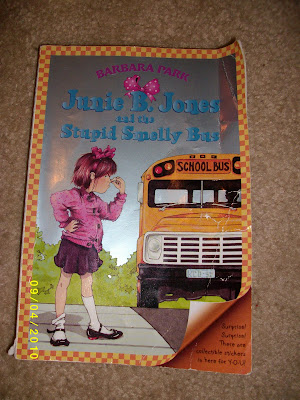 BARBARA PARK
Junie B. Jones
and the
Stupid Smelly Bus
SCHOOL BUS
Surprise!
Surprise!
There are
collectible stickers
in here for Y-O-U!
09/04/2010